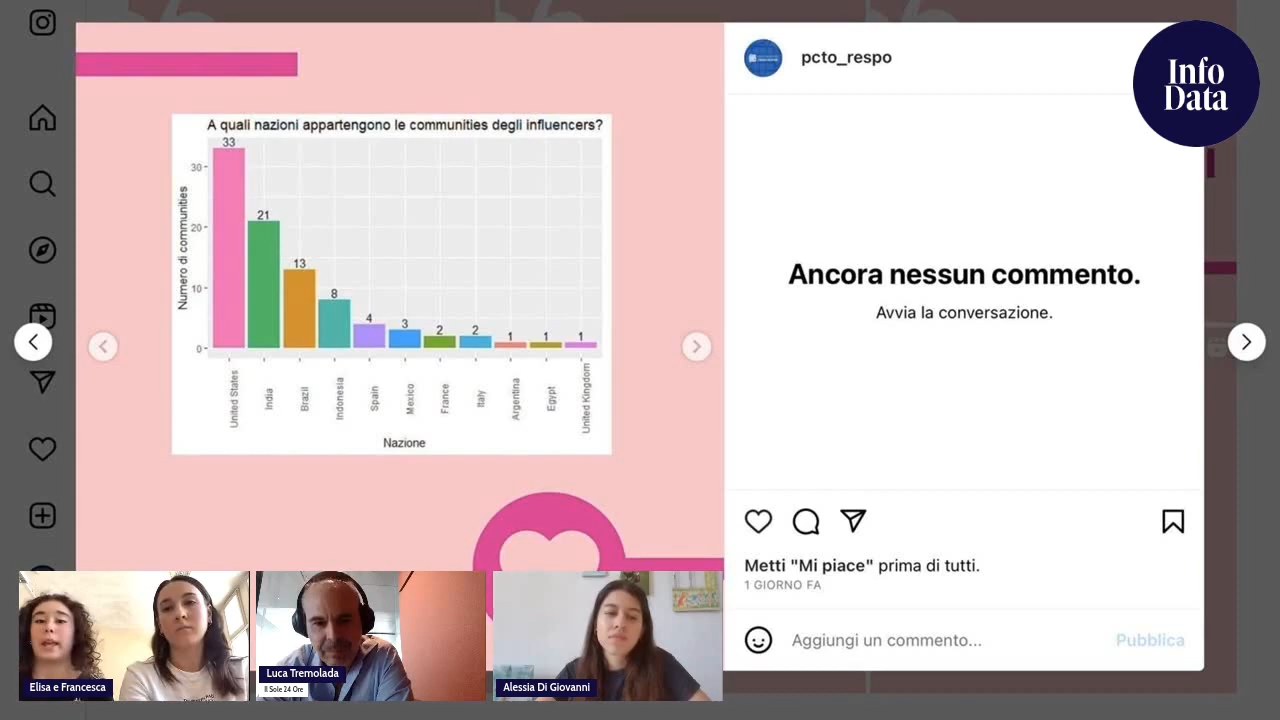 pcto_respo
Info
Data
A quali nazioni appartengono le communities degli influencers?
Numero di communities
30
20
10
0
33
21
13
8
4
3
2
2
1
1
1
United States
India
Brazil
Indonesia
Spain
Mexico
France
Italy
Argentina
Egypt
United Kingdom
Nazione
Ancora nessun commento.
Avvia la conversazione.
Metti "Mi piace" prima di tutti.
1 GIORNO FA
Aggiungi un commento...
Pubblica
Elisa e Francesca
Luca Tremolada
Il Sole 24 Ore
Alessia Di Giovanni